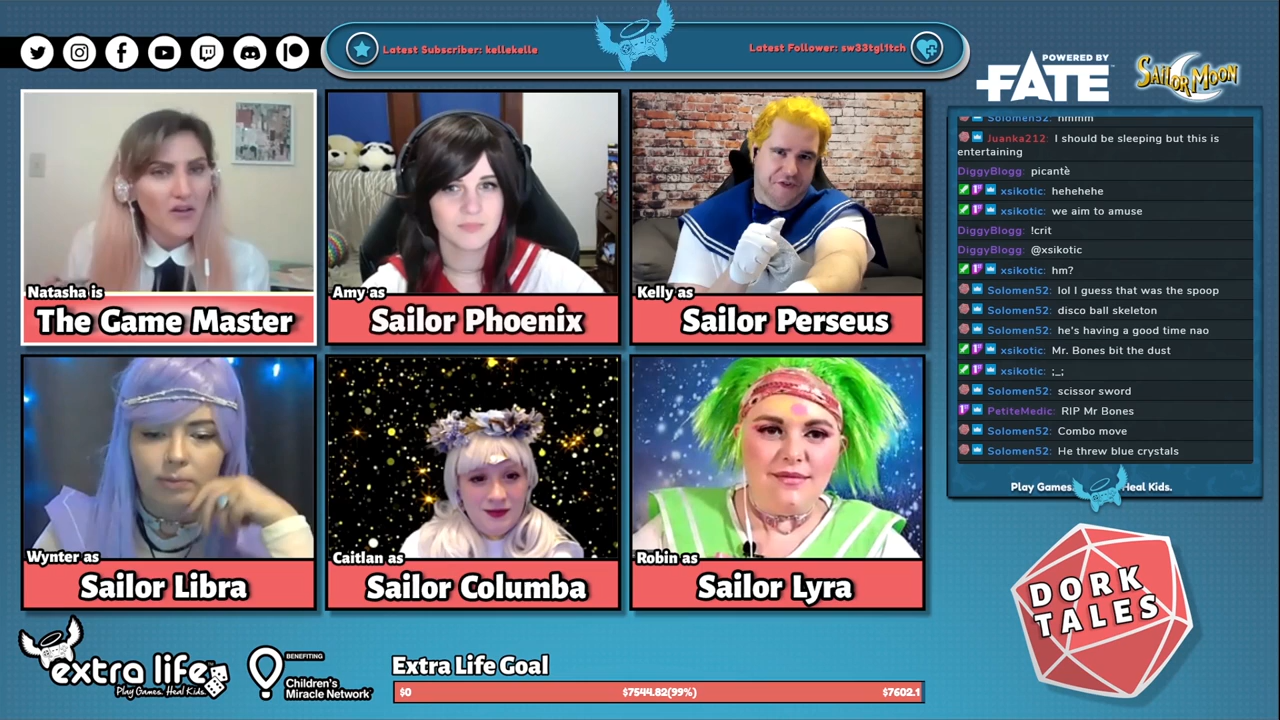 Latest Subscriber: kellekelle
Latest Follower: sw33tgl1tch
POWERED BY
FATE
SAILOR MOON
Natasha is
The Game Master
Amy as
Sailor Phoenix
Kelly as
Sailor Perseus
Wynter as
Sailor Libra
Caitlan as
Sailor Columba
Robin as
Sailor Lyra
Solomen52: hmmm
Juanka212: I should be sleeping but this is
entertaining
DiggyBlogg: picantè
xsikotic: hehehehe
xsikotic: we aim to amuse
DiggyBlogg: !crit
DiggyBlogg: @xsikotic
xsikotic: hm?
Solomen52: lol I guess that was the spoop
Solomen52: disco ball skeleton
Solomen52: he's having a good time nao
xsikotic: Mr. Bones bit the dust
xsikotic: ;_;
Solomen52: scissor sword
PetiteMedic: RIP Mr Bones
Solomen52: Combo move
Solomen52: He threw blue crystals
Play Games. Heal Kids.
DORK
TALES
extra life
Play Games. Heal Kids.
BENEFITING
Children's
Miracle Network
Extra Life Goal
$0
$7544.82(99%)
$7602.1